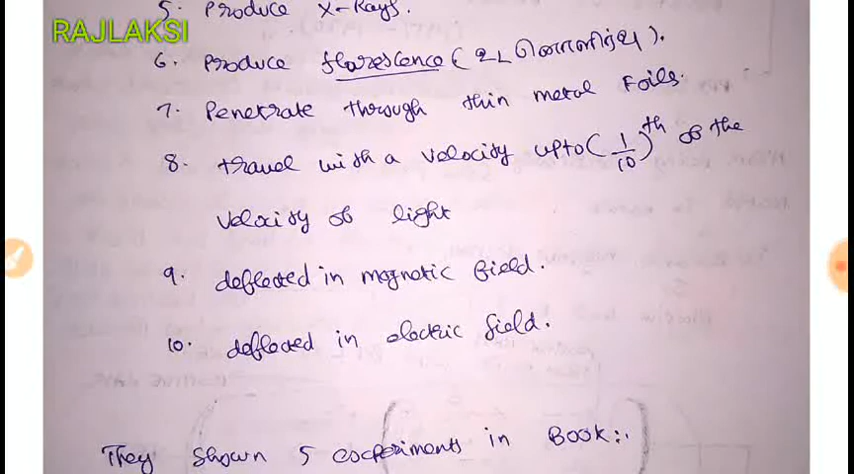 5. Produce X-Rays.
RAJLAKSI
6. Produce florescence (உடனொளிர்வு).
7. Penetrate through thin metal Foils.
8. travel with a velocity upto (1/10)th of the
velocity of light
9. deflected in magnetic field.
10. deflected in electric field.
They shown 5 experiments in Book:.